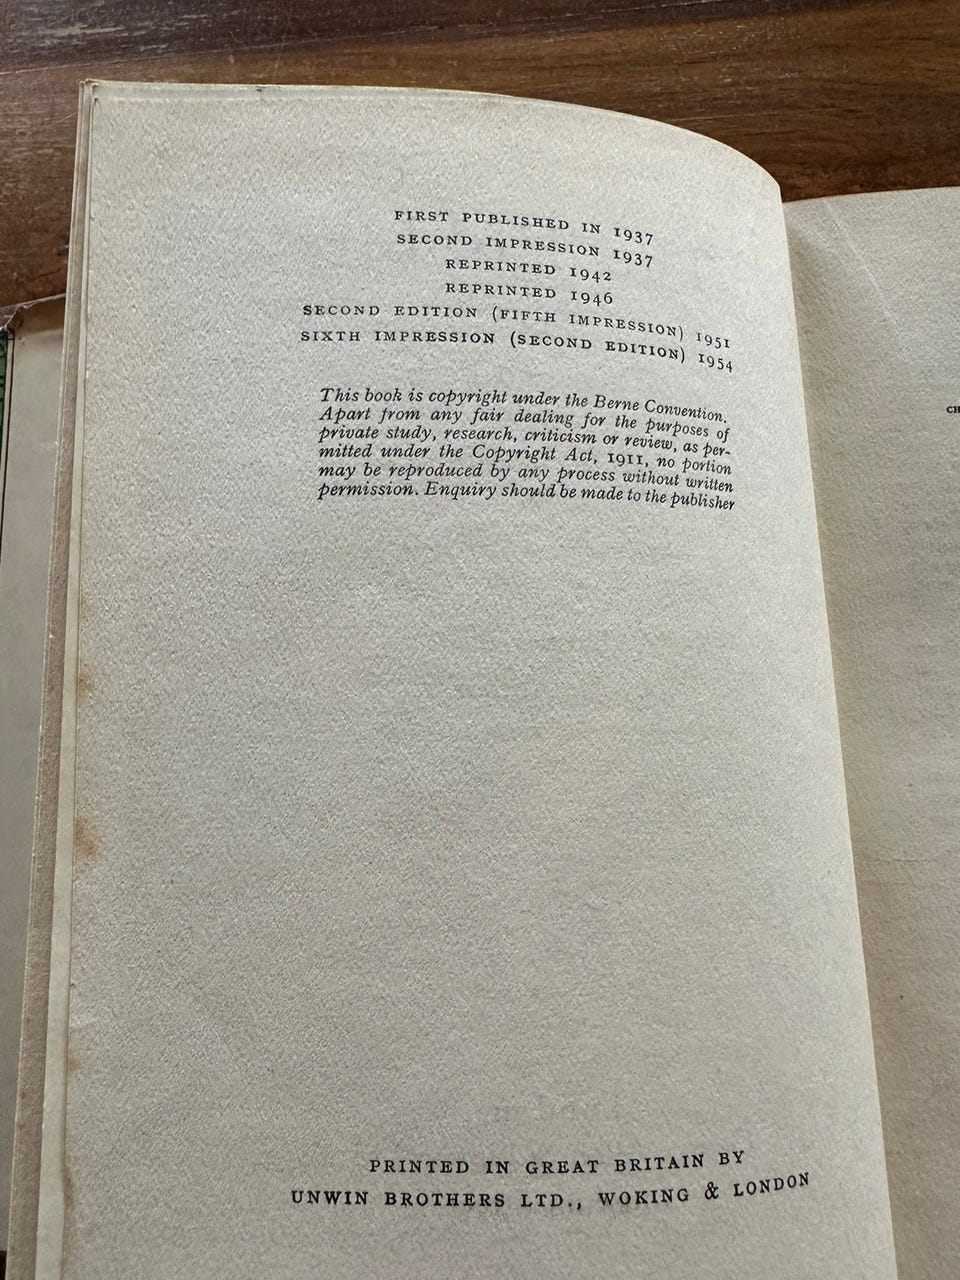 FIRST PUBLISHED IN 1937
SECOND IMPRESSION 1937
REPRINTED 1942
REPRINTED 1946
SECOND EDITION (FIFTH IMPRESSION) 1951
SIXTH IMPRESSION (SECOND EDITION) 1954
This book is copyright under the Berne Convention.
Apart from any fair dealing for the purposes of
private study, research, criticism or review, as per-
mitted under the Copyright Act, 1911, no portion
may be reproduced by any process without written
permission. Enquiry should be made to the publisher
CH
PRINTED IN GREAT BRITAIN BY
UNWIN BROTHERS LTD., WOKING & LONDON